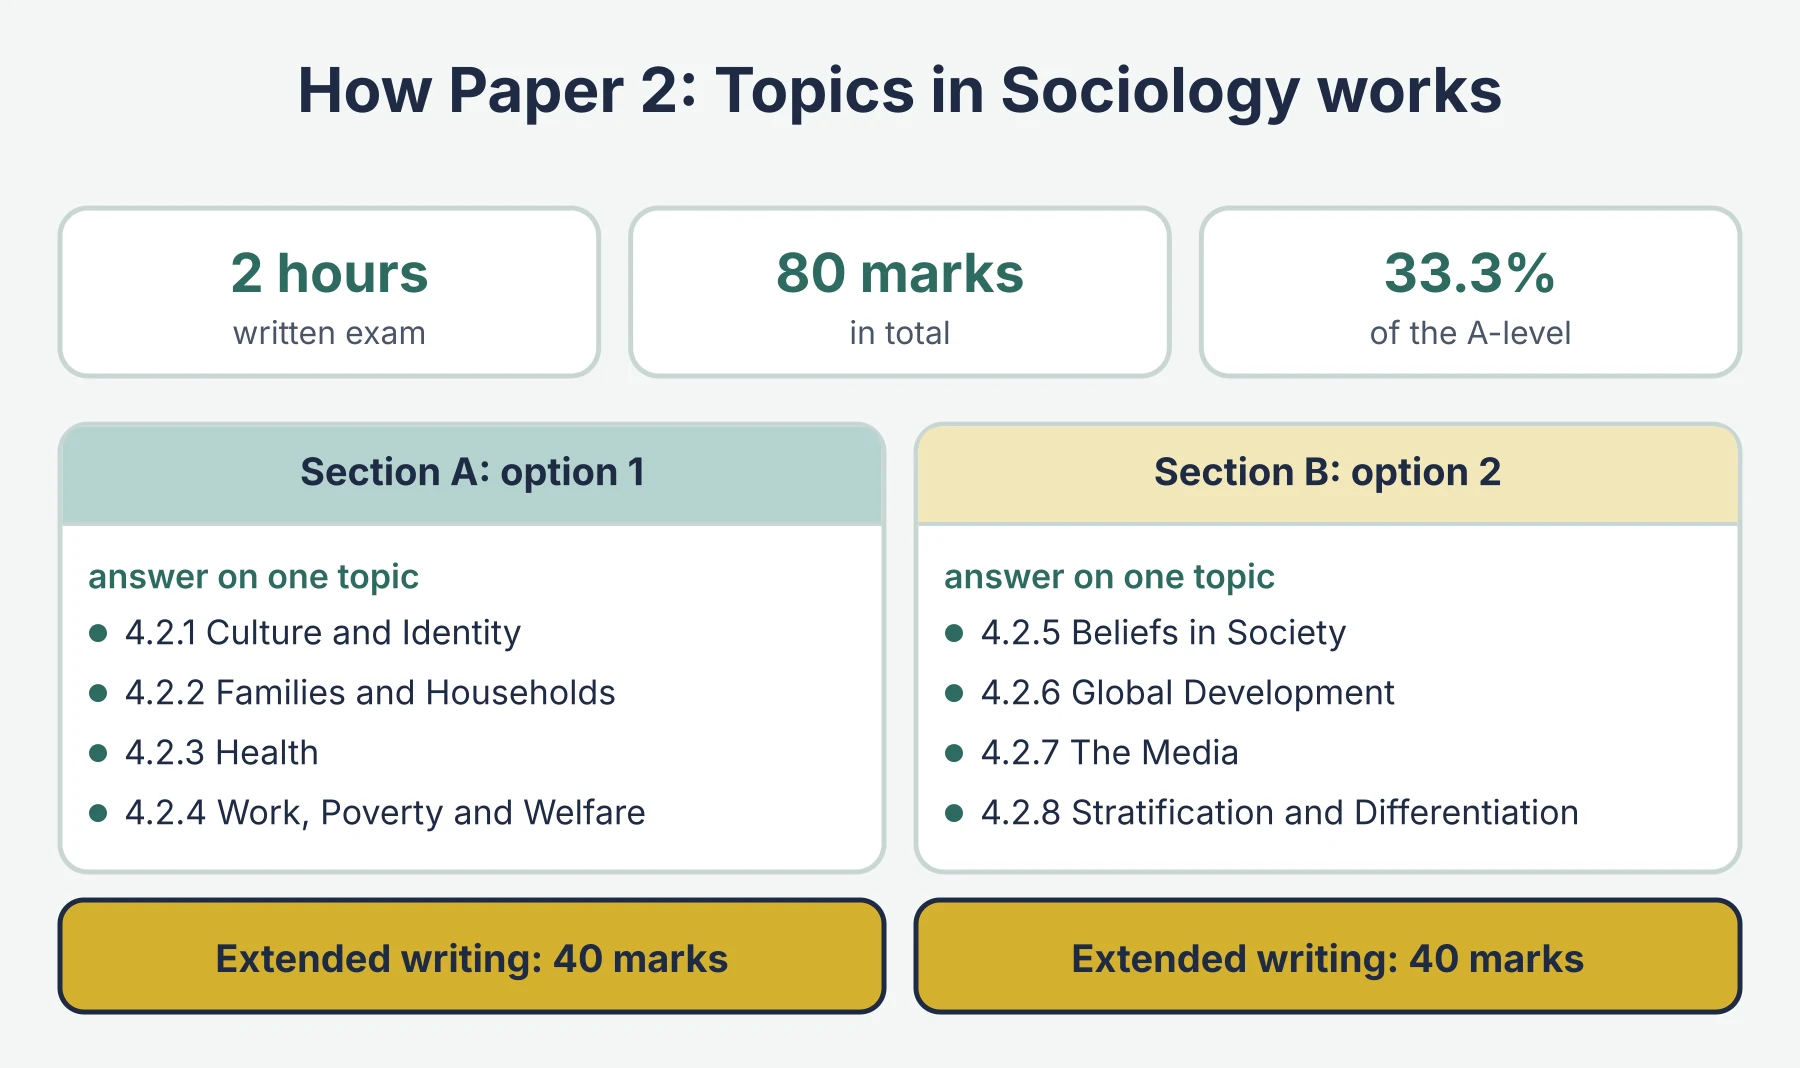 How Paper 2: Topics in Sociology works
2 hours
written exam
80 marks
in total
33.3%
of the A-level
Section A: option 1
answer on one topic
4.2.1 Culture and Identity
4.2.2 Families and Households
4.2.3 Health
4.2.4 Work, Poverty and Welfare
Extended writing: 40 marks
Section B: option 2
answer on one topic
4.2.5 Beliefs in Society
4.2.6 Global Development
4.2.7 The Media
4.2.8 Stratification and Differentiation
Extended writing: 40 marks